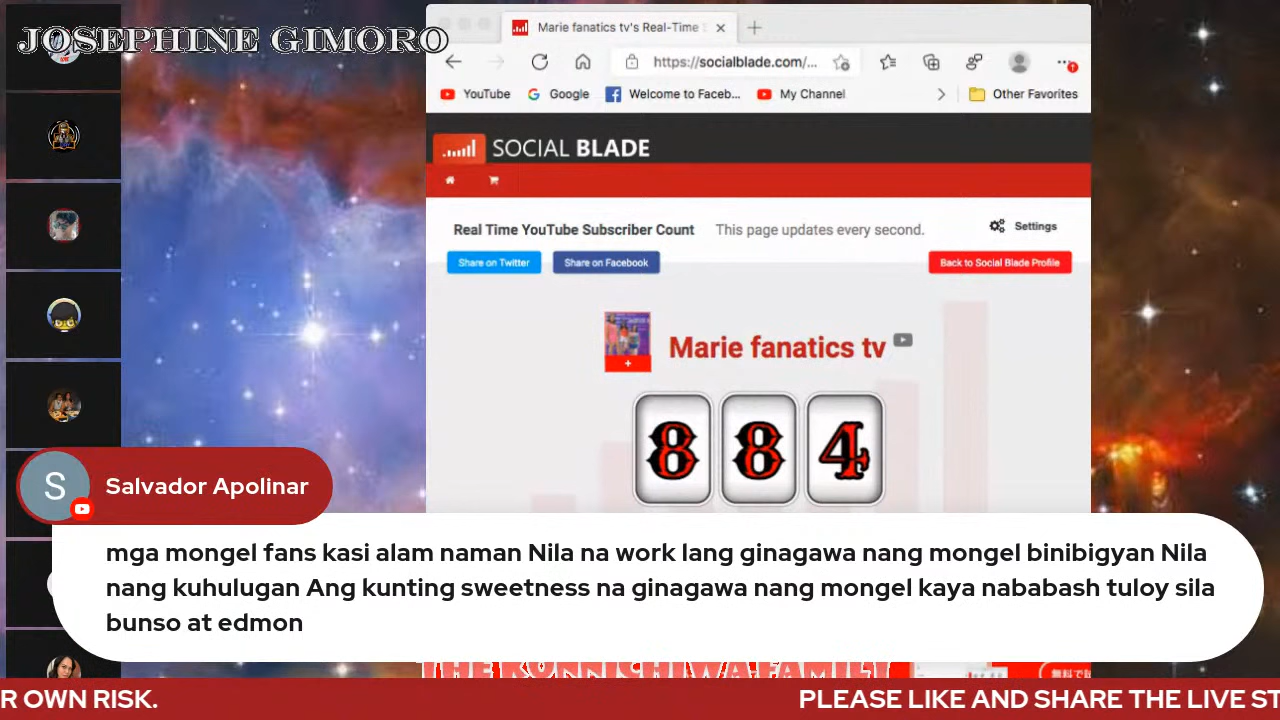 JOSEPHINE GIMORO
Marie fanatics tv's Real-Time
https://socialblade.com/...
YouTube
Google
Welcome to Faceb...
My Channel
Other Favorites
SOCIAL BLADE
Real Time YouTube Subscriber Count
This page updates every second.
Settings
Share on Twitter
Share on Facebook
Back to Social Blade Profile
Marie fanatics tv
884
S
Salvador Apolinar
mga mongel fans kasi alam naman Nila na work lang ginagawa nang mongel binibigyan Nila
nang kuhulugan Ang kunting sweetness na ginagawa nang mongel kaya nababash tuloy sila
bunso at edmon
THE KONNICHIWA FAMILY
R OWN RISK.
PLEASE LIKE AND SHARE THE LIVE ST